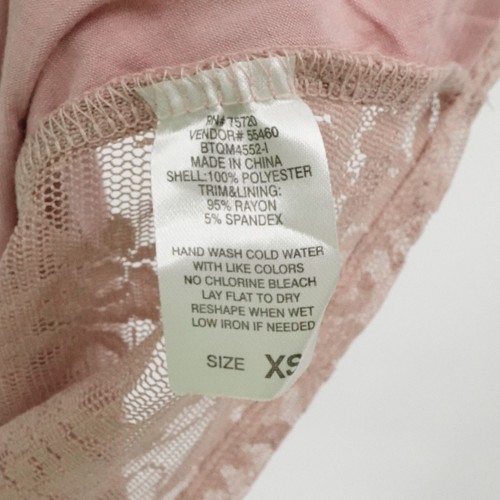 RN# 75720
VENDOR# 55460
BTQM4552-I
MADE IN CHINA
SHELL:100% POLYESTER
TRIM&LINING:
95% RAYON
5% SPANDEX
HAND WASH COLD WATER
WITH LIKE COLORS
NO CHLORINE BLEACH
LAY FLAT TO DRY
RESHAPE WHEN WET
LOW IRON IF NEEDED
SIZE XS